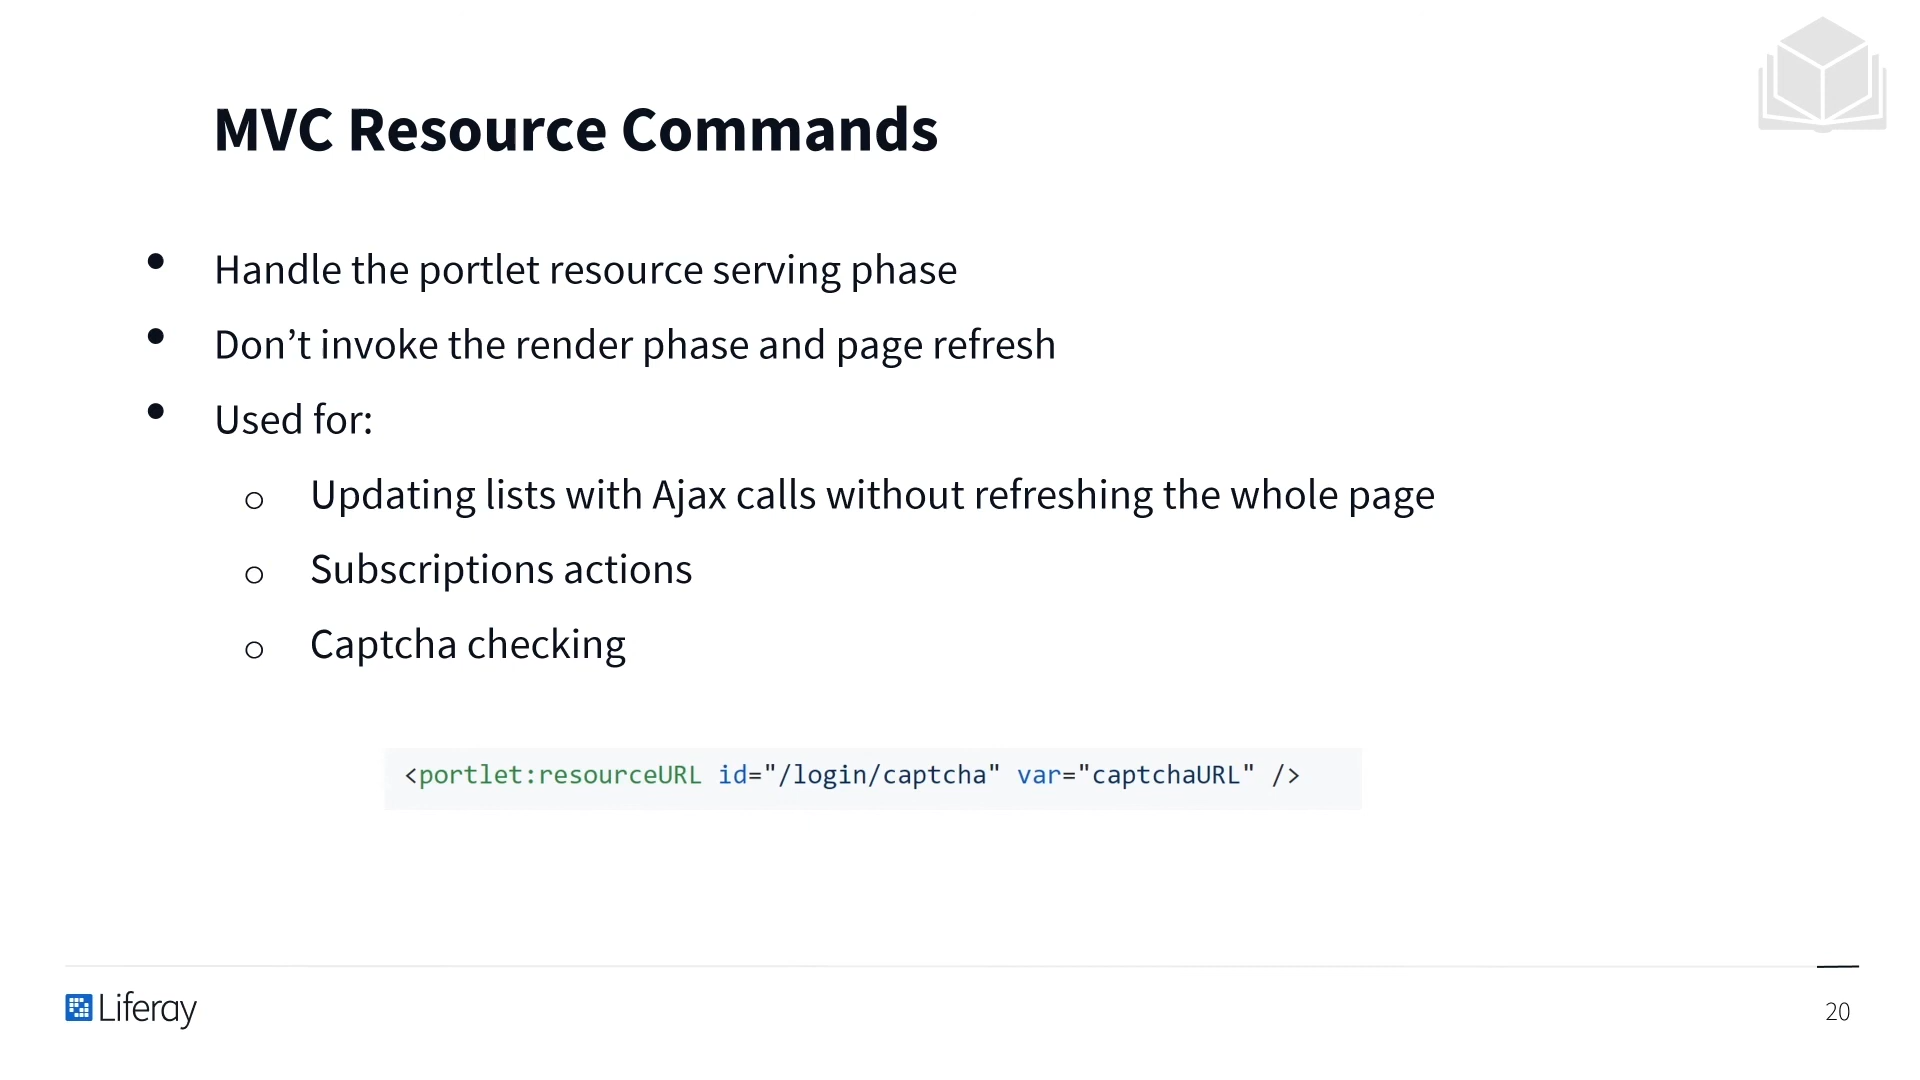 MVC Resource Commands
• Handle the portlet resource serving phase
• Don’t invoke the render phase and page refresh
• Used for:
○ Updating lists with Ajax calls without refreshing the whole page
○ Subscriptions actions
○ Captcha checking
<portlet:resourceURL id="/login/captcha" var="captchaURL" />
Liferay
20